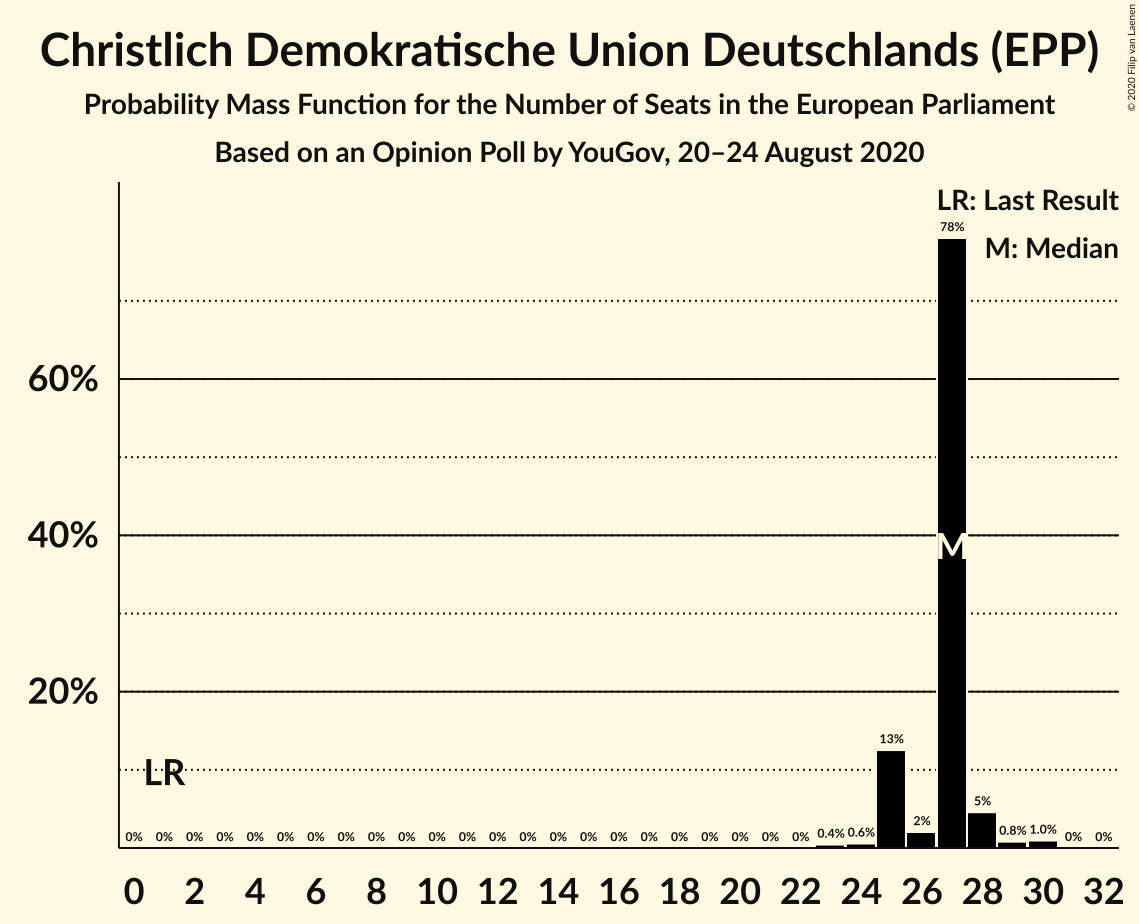 Christlich Demokratische Union Deutschlands (EPP)
Probability Mass Function for the Number of Seats in the European Parliament
Based on an Opinion Poll by YouGov, 20–24 August 2020
© 2020 Filip van Laenen
LR: Last Result
M: Median
78%
60%
40%
M
20%
13%
LR
0% 0% 0% 0% 0% 0% 0% 0% 0% 0% 0% 0% 0% 0% 0% 0% 0% 0% 0% 0% 0% 0% 0% 0.4% 0.6% 2% 5% 0.8% 1.0% 0% 0%
0 2 4 6 8 10 12 14 16 18 20 22 24 26 28 30 32